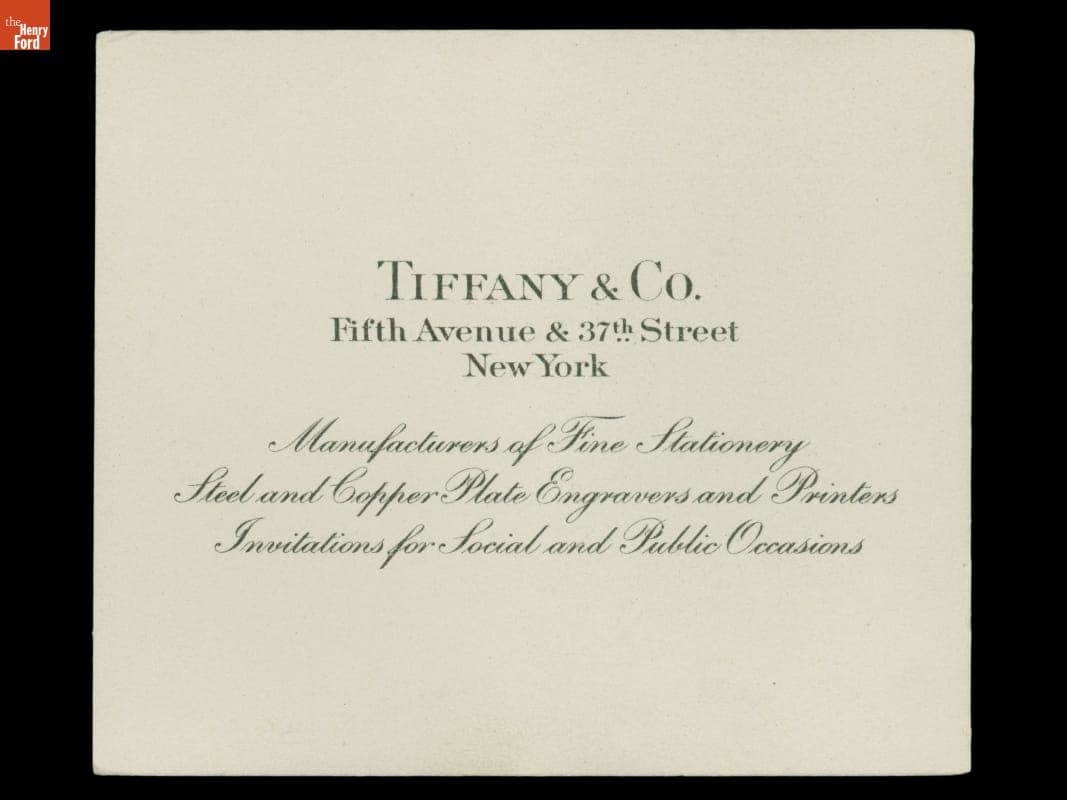 the
Henry
Ford
TIFFANY & CO.
Fifth Avenue & 37th Street
New York
Manufacturers of Fine Stationery
Steel and Copper Plate Engravers and Printers
Invitations for Social and Public Occasions